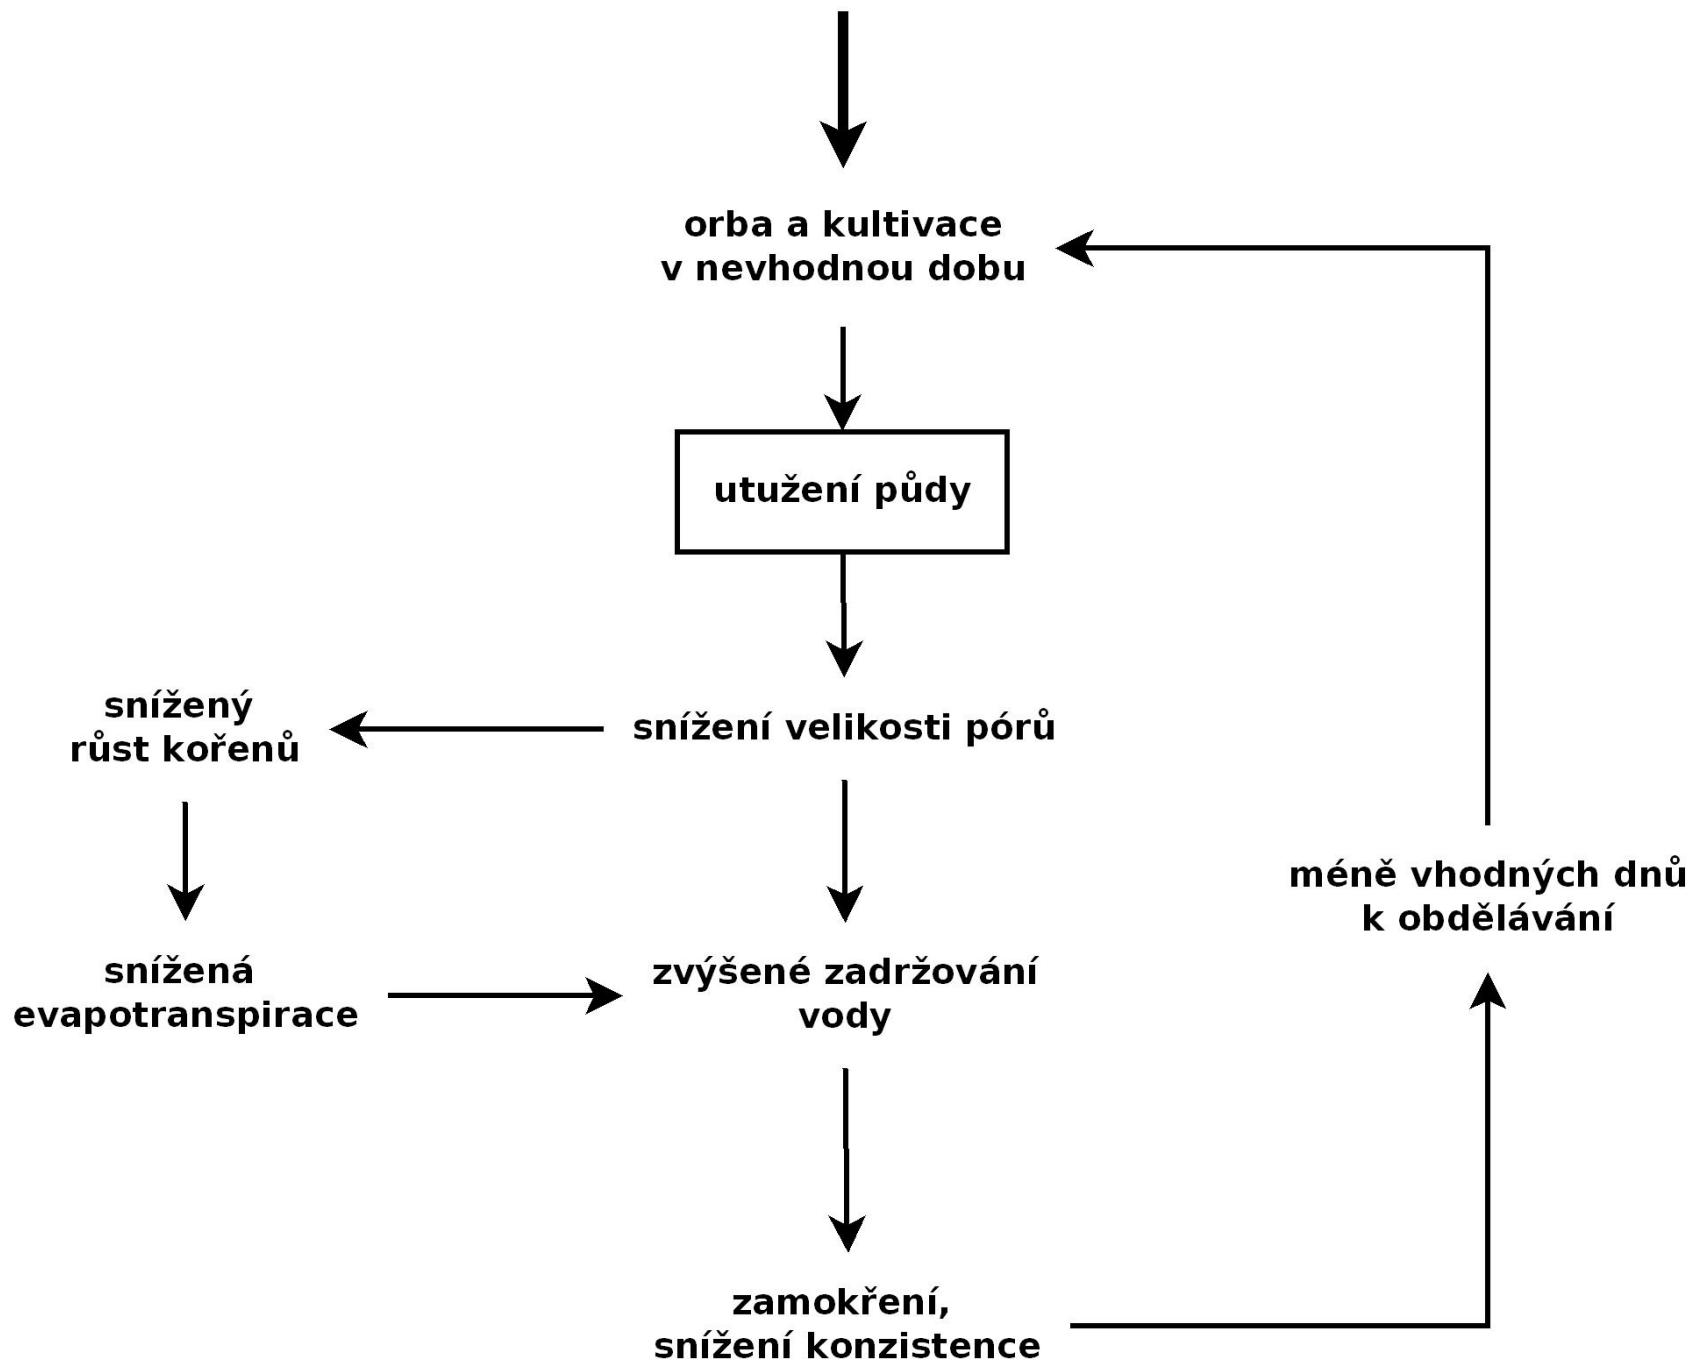 orba a kultivace
v nevhodnou dobu
utužení půdy
snížení velikosti pórů
snížený
růst kořenů
snížená
evapotranspirace
zvýšené zadržování
vody
zamokření,
snížení konzistence
méně vhodných dnů
k obdělávání